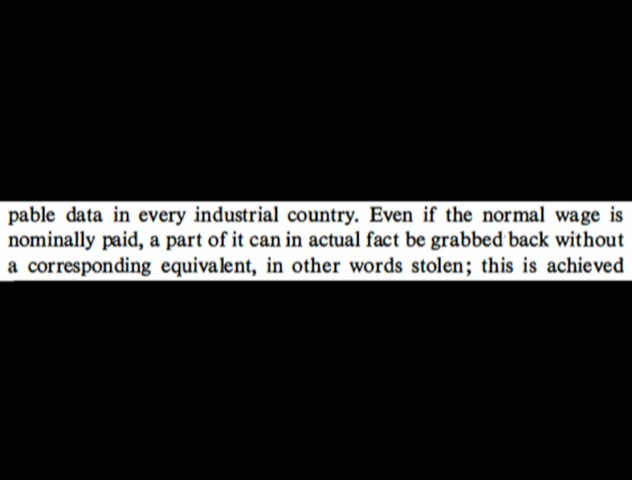 pable data in every industrial country. Even if the normal wage is
nominally paid, a part of it can in actual fact be grabbed back without
a corresponding equivalent, in other words stolen; this is achieved